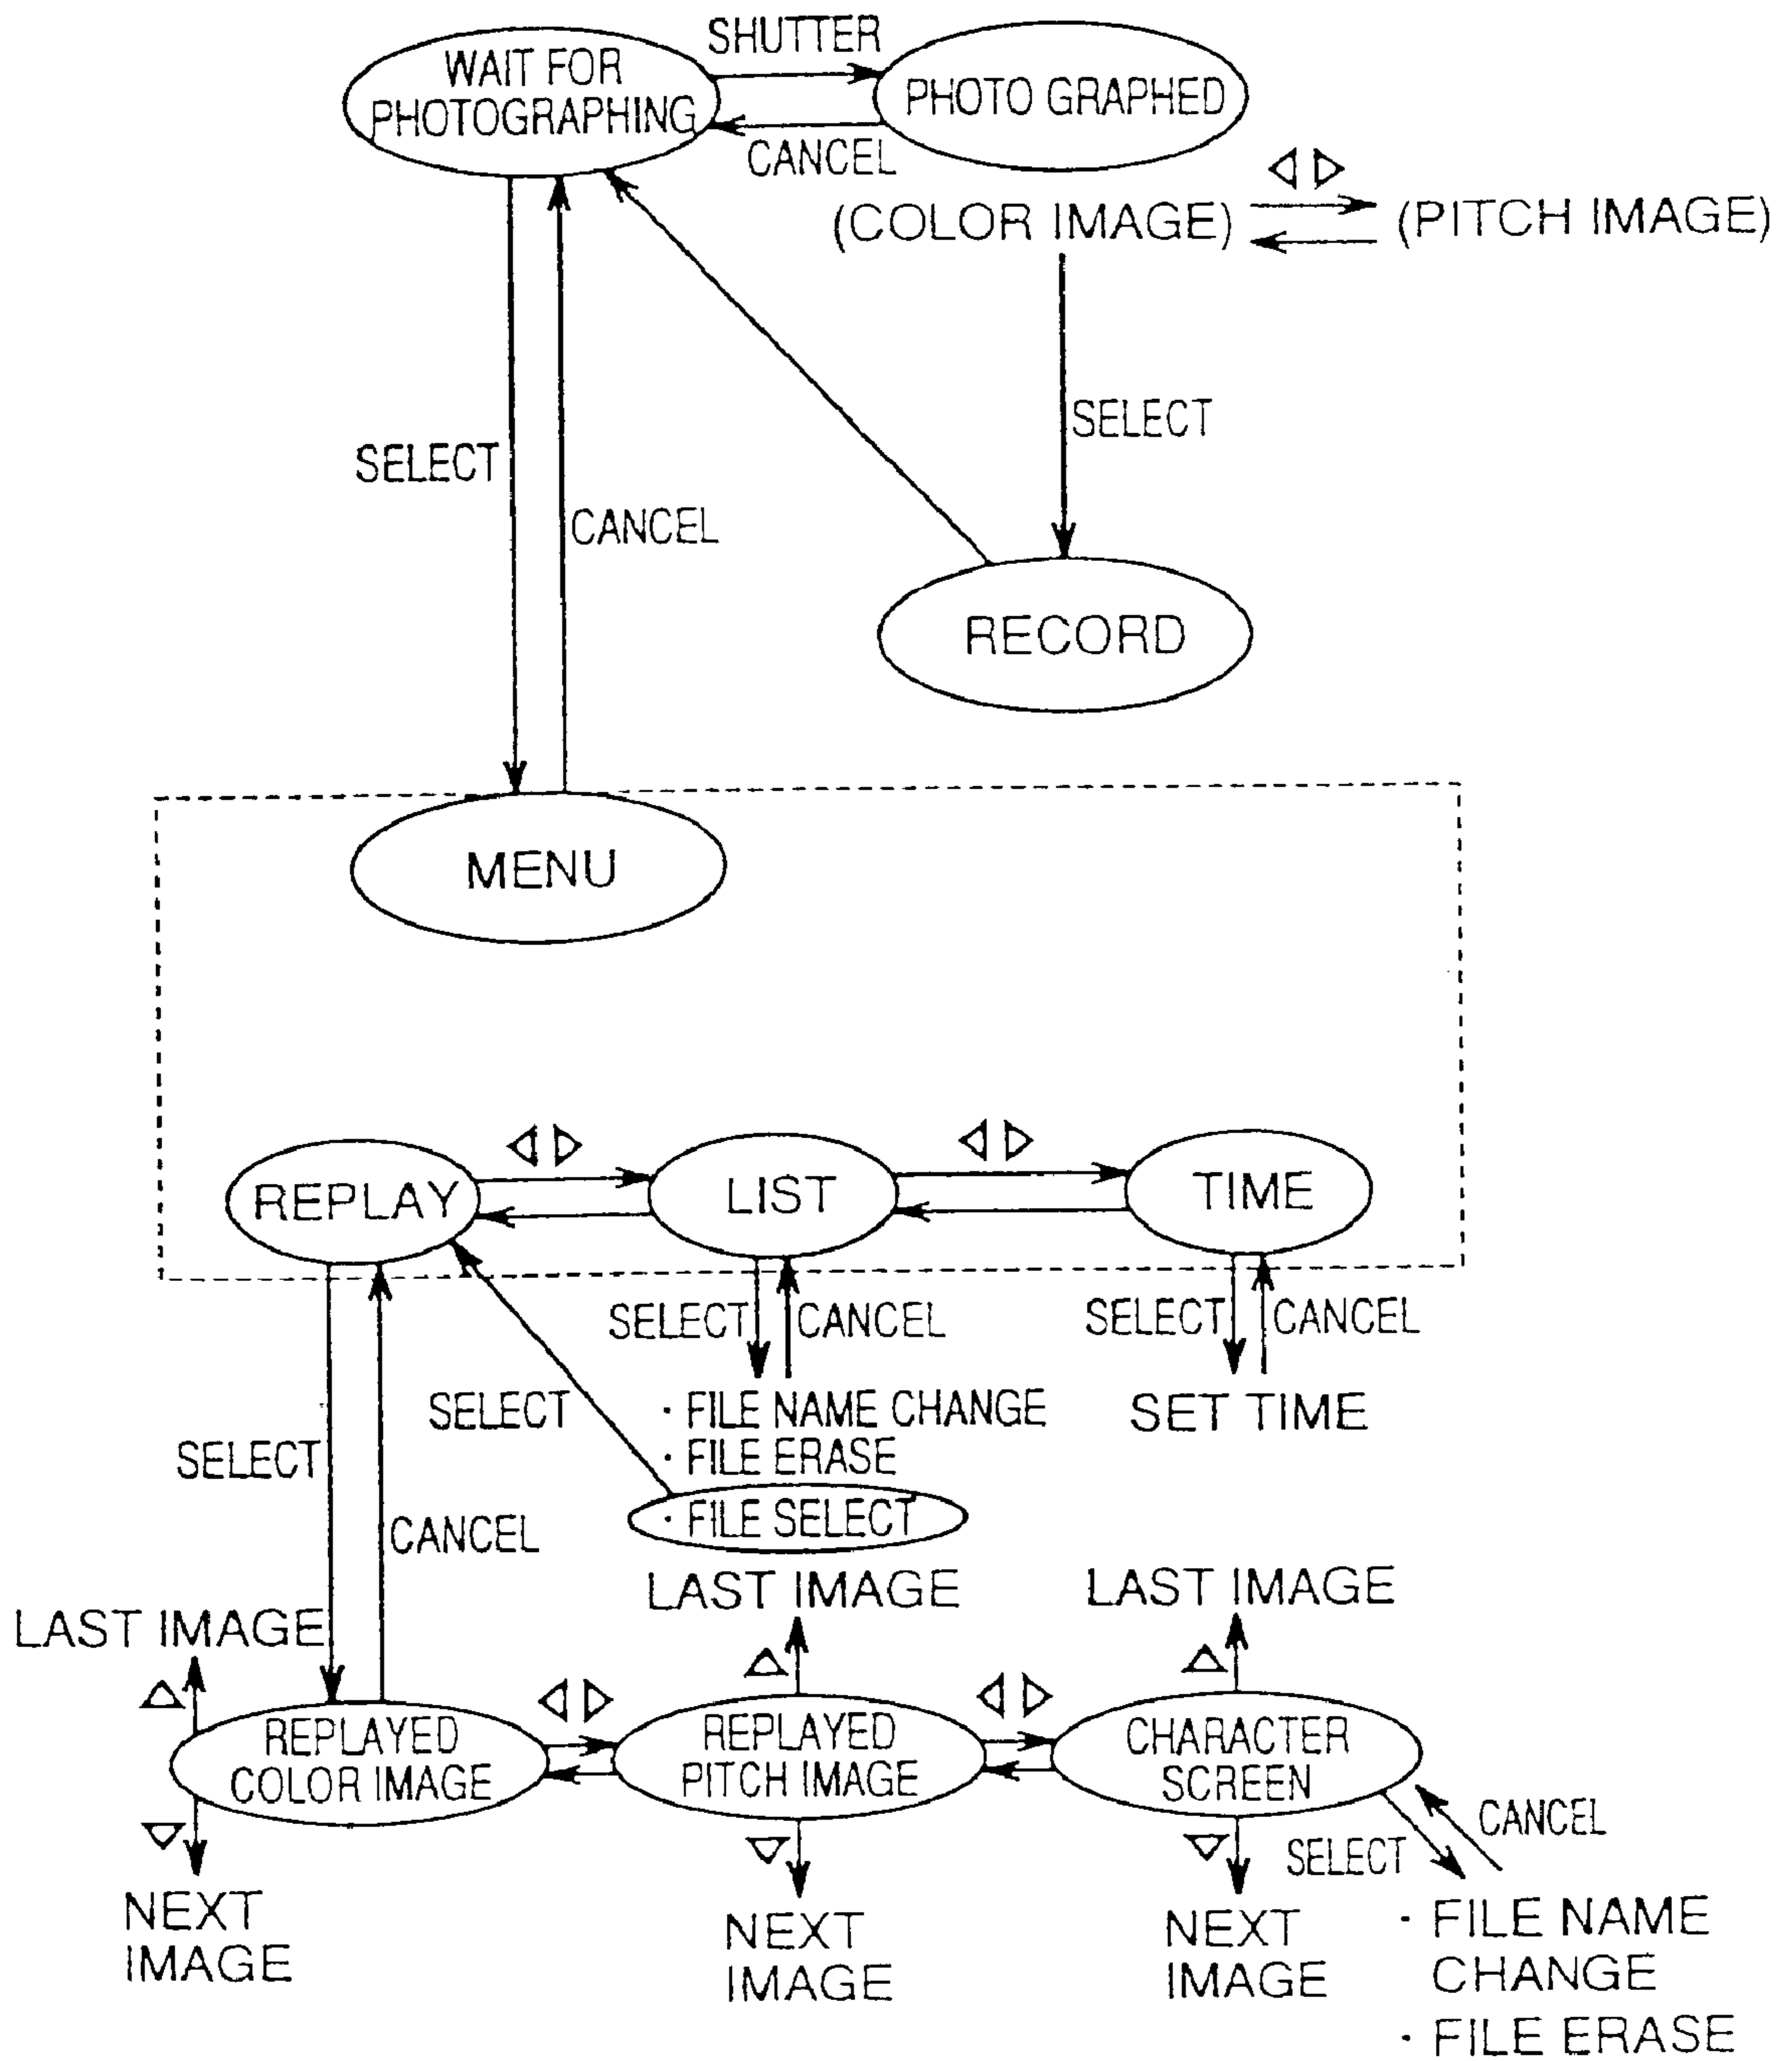 SHUTTER
WAIT FOR
PHOTOGRAPHING
PHOTO GRAPHED
CANCEL
◁ ▷
(COLOR IMAGE)
(PITCH IMAGE)
SELECT
SELECT
CANCEL
RECORD
MENU
◁ ▷
◁ ▷
REPLAY
LIST
TIME
SELECT
CANCEL
SELECT
CANCEL
SELECT
· FILE NAME CHANGE
SET TIME
SELECT
· FILE ERASE
· FILE SELECT
CANCEL
LAST IMAGE
LAST IMAGE
LAST IMAGE
△
△
△
◁ ▷
◁ ▷
REPLAYED
COLOR IMAGE
REPLAYED
PITCH IMAGE
CHARACTER
SCREEN
▽
▽
▽
SELECT
CANCEL
NEXT
IMAGE
NEXT
IMAGE
NEXT
IMAGE
· FILE NAME
CHANGE
· FILE ERASE